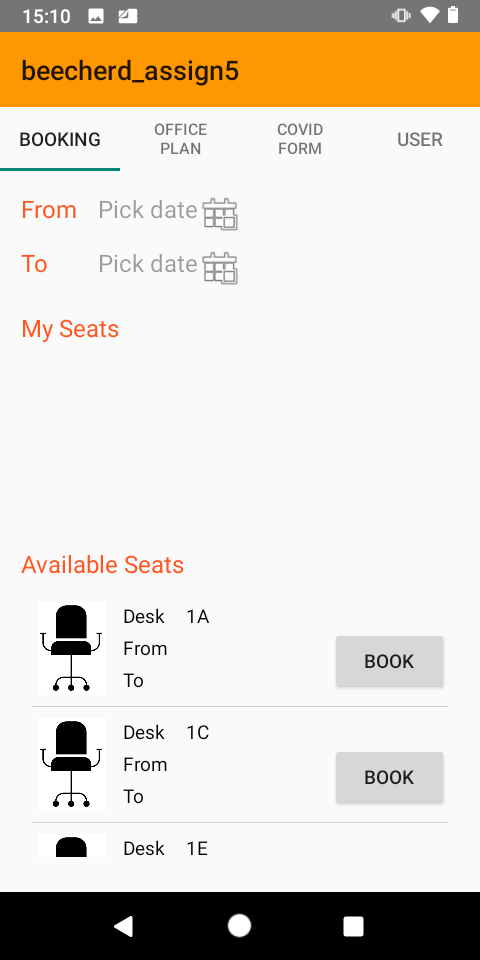 15:10
beecherd_assign5
BOOKING
OFFICE
PLAN
COVID
FORM
USER
From Pick date
To Pick date
My Seats
Available Seats
Desk 1A
From
To
BOOK
Desk 1C
From
To
BOOK
Desk 1E